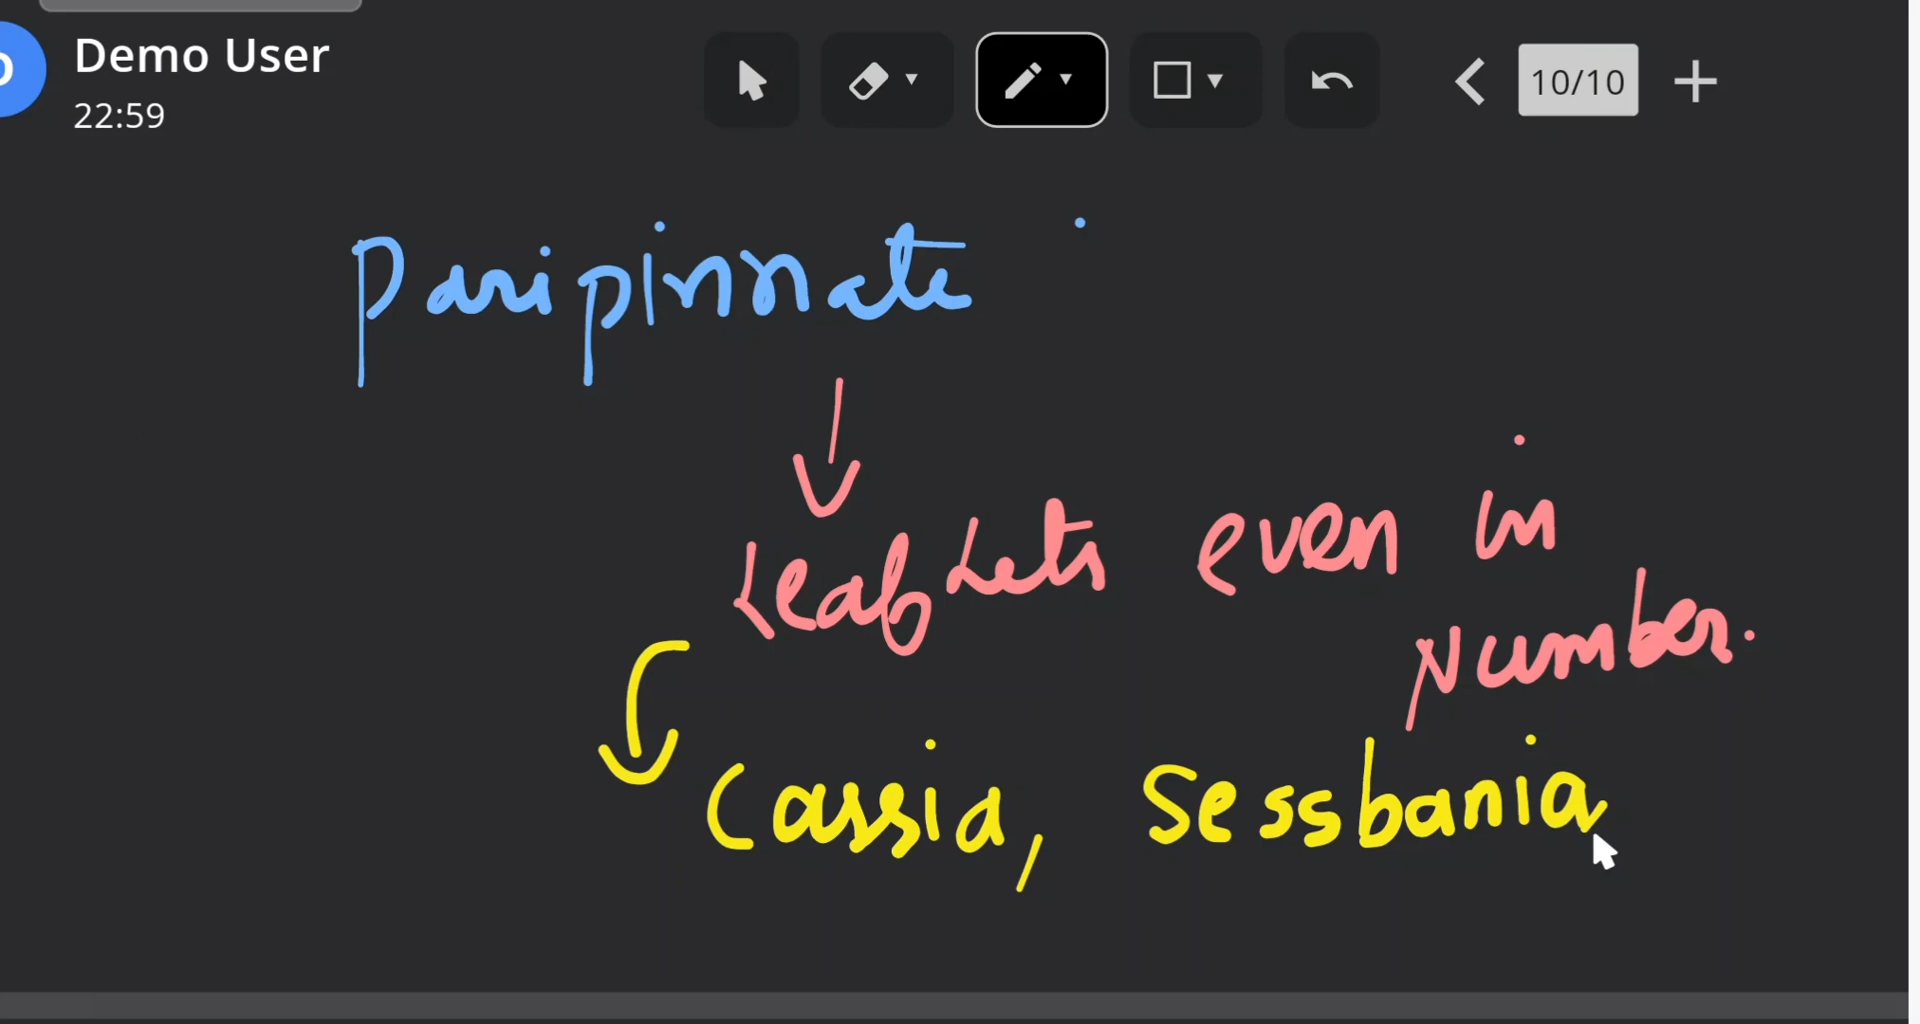 Demo User
22:59
10/10
Paripinnate
Leaflets even in
Number.
Cassia, Sessbania